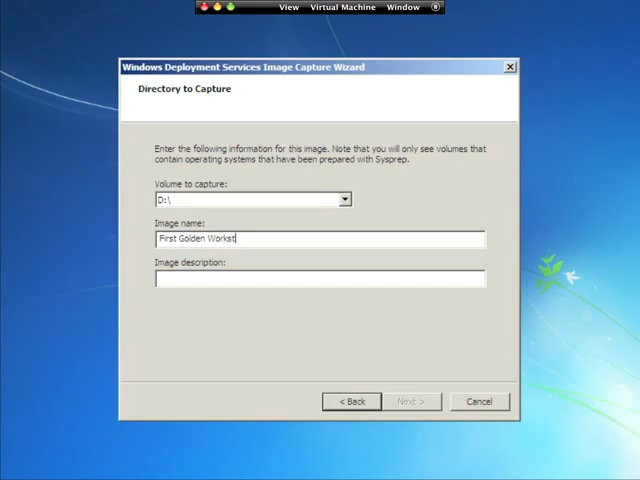 View Virtual Machine Window
Windows Deployment Services Image Capture Wizard
Directory to Capture
Enter the following information for this image. Note that you will only see volumes that
contain operating systems that have been prepared with Sysprep.
Volume to capture:
D:\
Image name:
First Golden Workst
Image description:
< Back Next > Cancel